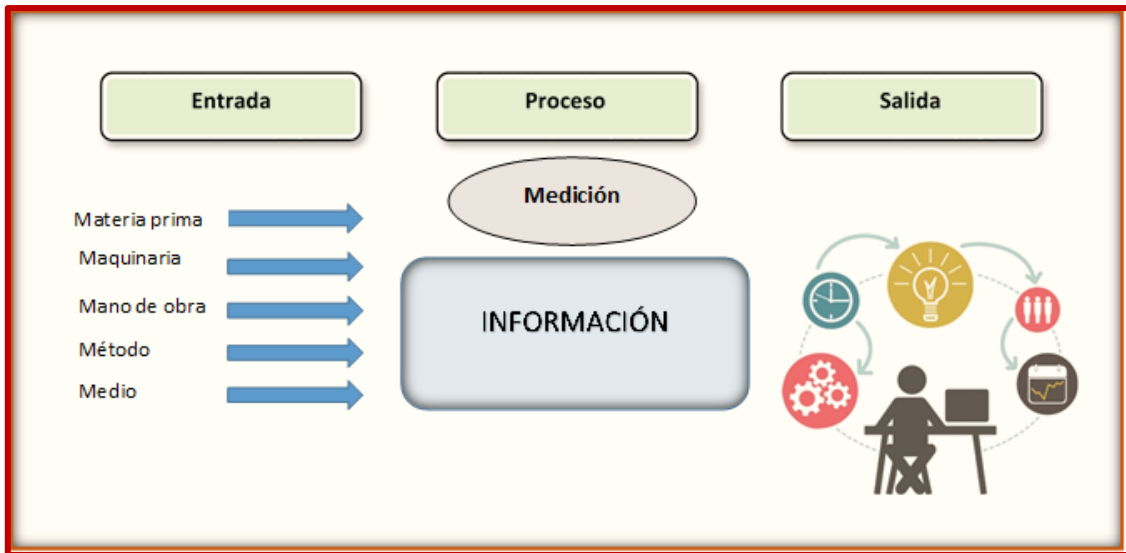 Entrada
Proceso
Salida
Medición
Materia prima
Maquinaria
Mano de obra
Método
Medio
INFORMACIÓN